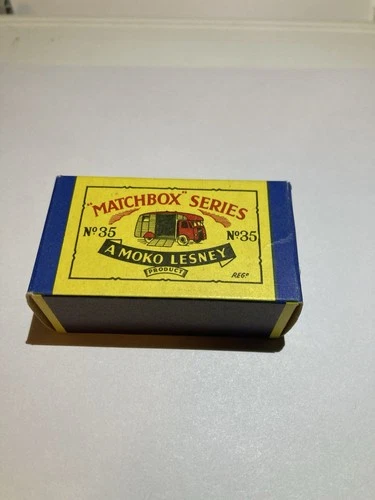 "MATCHBOX" SERIES
Nº35 Nº35
A MOKO LESNEY
PRODUCT
REGD